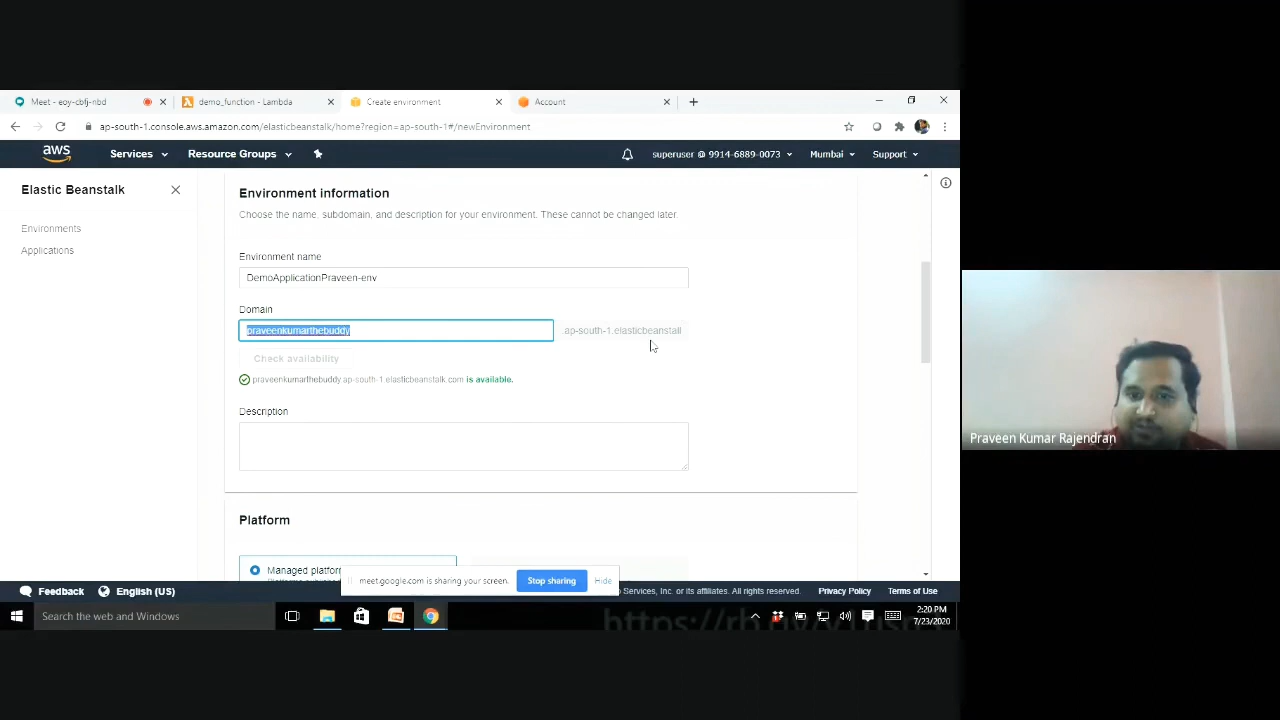 Meet - eoy-cbfj-nbd
demo_function - Lambda
Create environment
Account
ap-south-1.console.aws.amazon.com/elasticbeanstalk/home?region=ap-south-1#/newEnvironment
aws
Services
Resource Groups
superuser @ 9914-6889-0073
Mumbai
Support
Elastic Beanstalk
Environments
Applications
Environment information
Choose the name, subdomain, and description for your environment. These cannot be changed later.
Environment name
DemoApplicationPraveen-env
Domain
praveenkumarthebuddy
.ap-south-1.elasticbeanstall
Check availability
praveenkumarthebuddy.ap-south-1.elasticbeanstalk.com is available.
Description
Platform
Managed platform
meet.google.com is sharing your screen.
Stop sharing
Hide
Feedback
English (US)
Services, Inc. or its affiliates. All rights reserved.
Privacy Policy
Terms of Use
Search the web and Windows
2:20 PM
7/23/2020
Praveen Kumar Rajendran